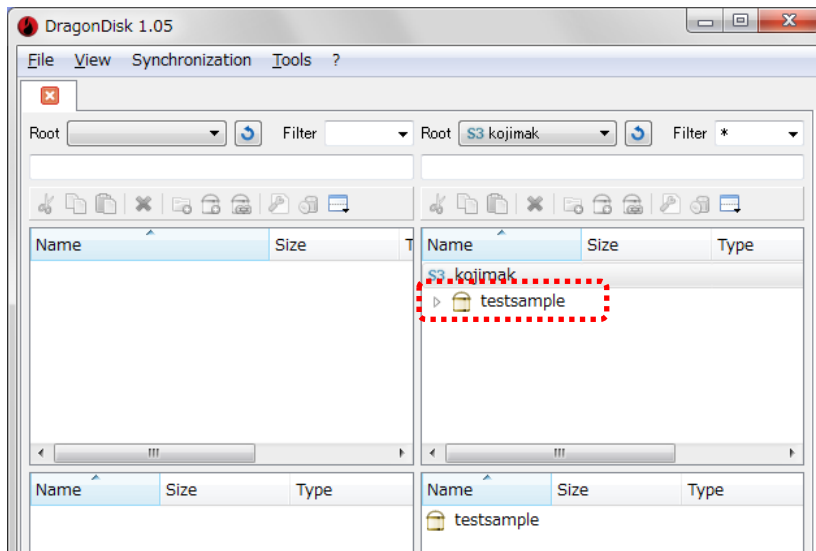 DragonDisk 1.05
File View Synchronization Tools ?
Root Filter Root S3 kojimak Filter *
Name Size T Name Size Type
S3 kojimak
testsample
Name Size Type Name Size Type
testsample